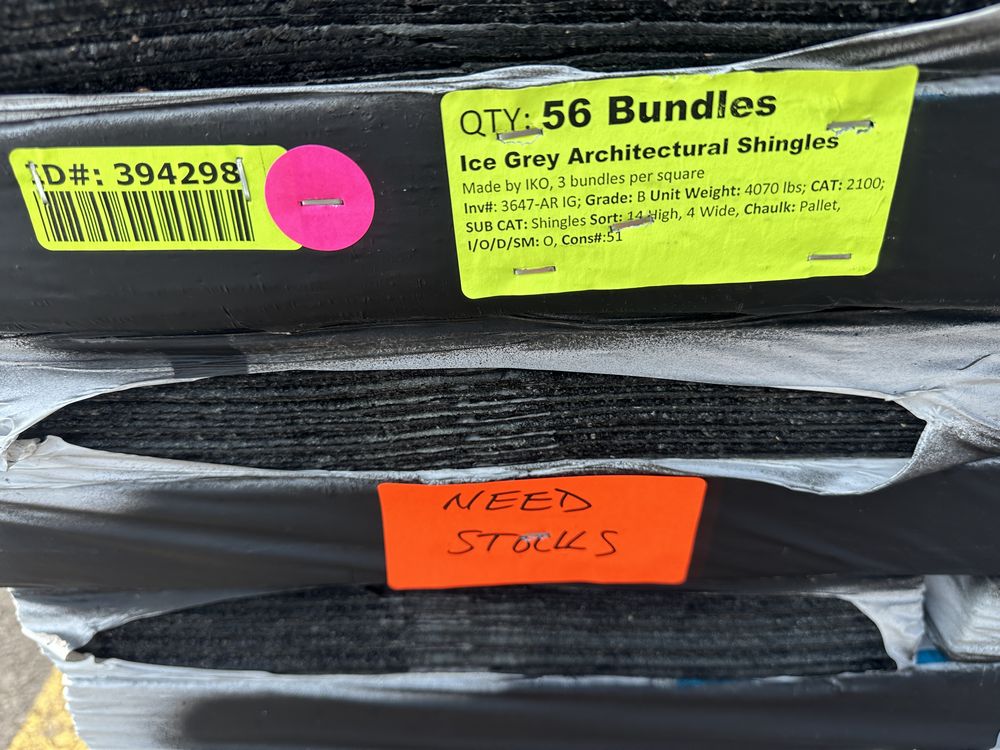 ID#: 394298
QTY: 56 Bundles
Ice Grey Architectural Shingles
Made by IKO, 3 bundles per square
Inv#: 3647-AR IG; Grade: B Unit Weight: 4070 lbs; CAT: 2100;
SUB CAT: Shingles Sort: 14 High, 4 Wide, Chaulk: Pallet,
I/O/D/SM: O, Cons#:51
NEED
STOCKS